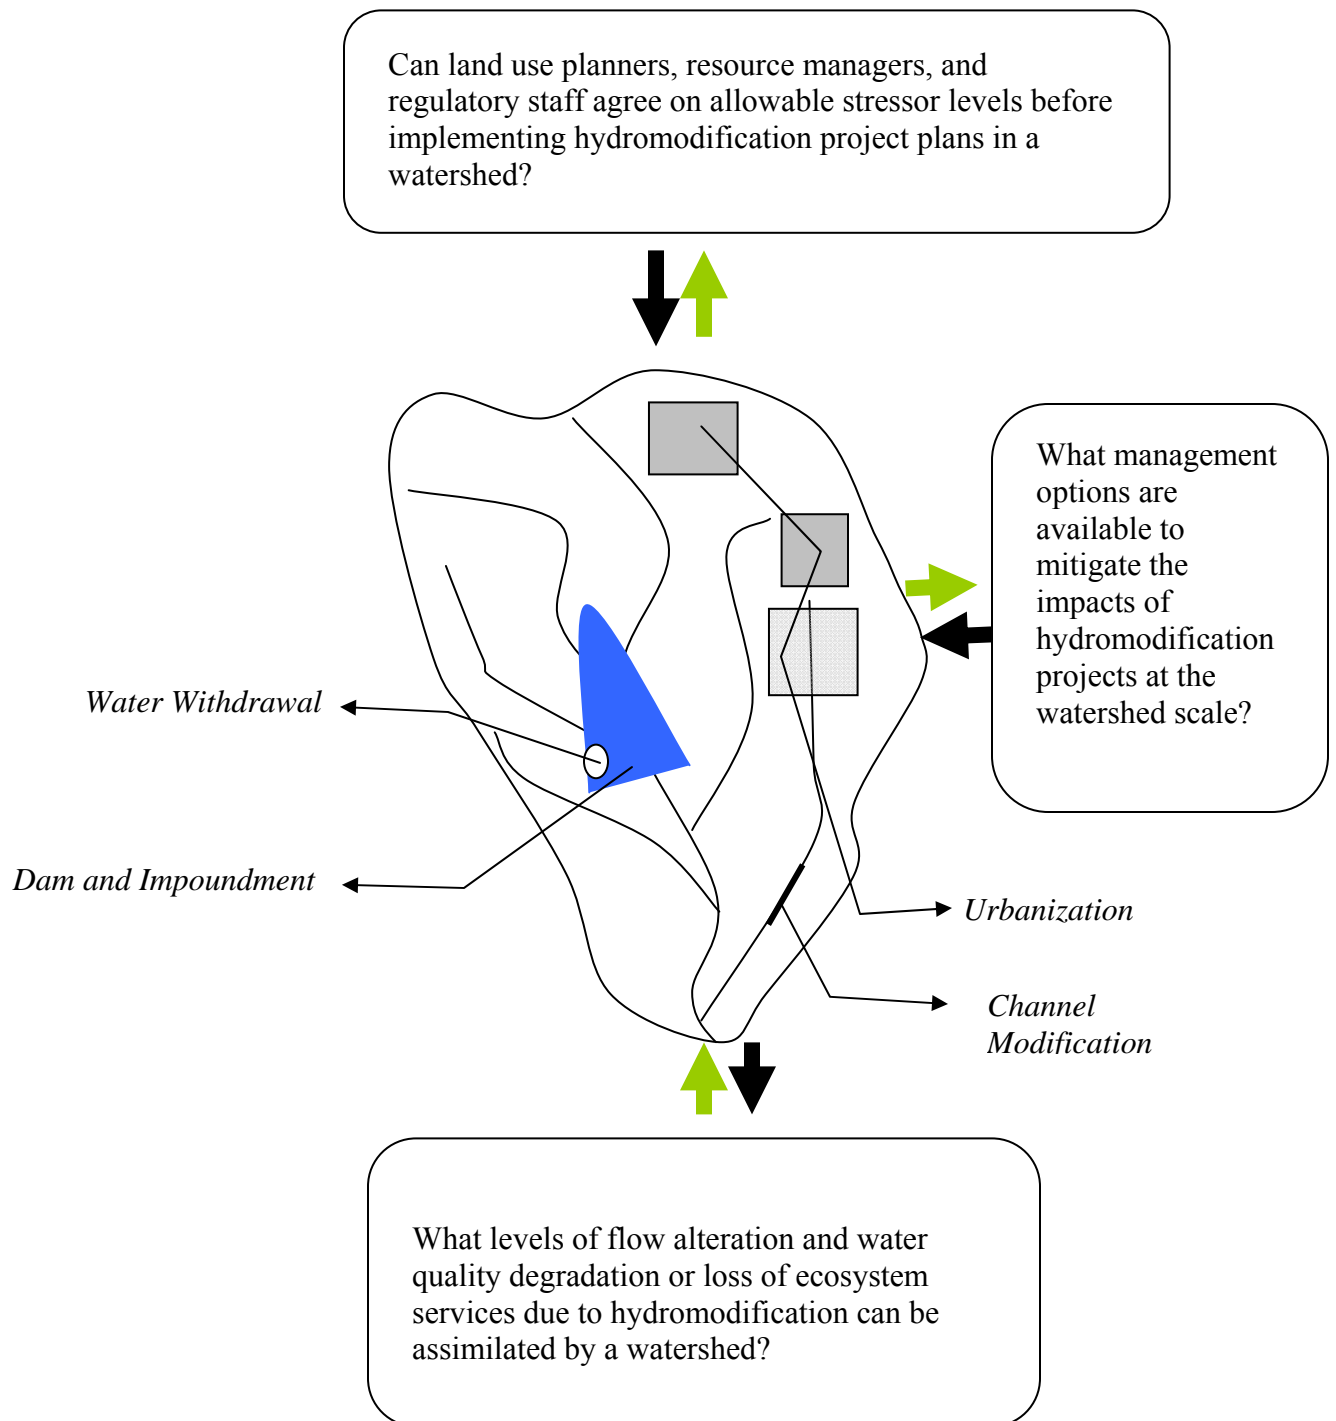 Can land use planners, resource managers, and
regulatory staff agree on allowable stressor levels before
implementing hydromodification project plans in a
watershed?
What management
options are
available to
mitigate the
impacts of
hydromodification
projects at the
watershed scale?
Water Withdrawal
Dam and Impoundment
Urbanization
Channel
Modification
What levels of flow alteration and water
quality degradation or loss of ecosystem
services due to hydromodification can be
assimilated by a watershed?